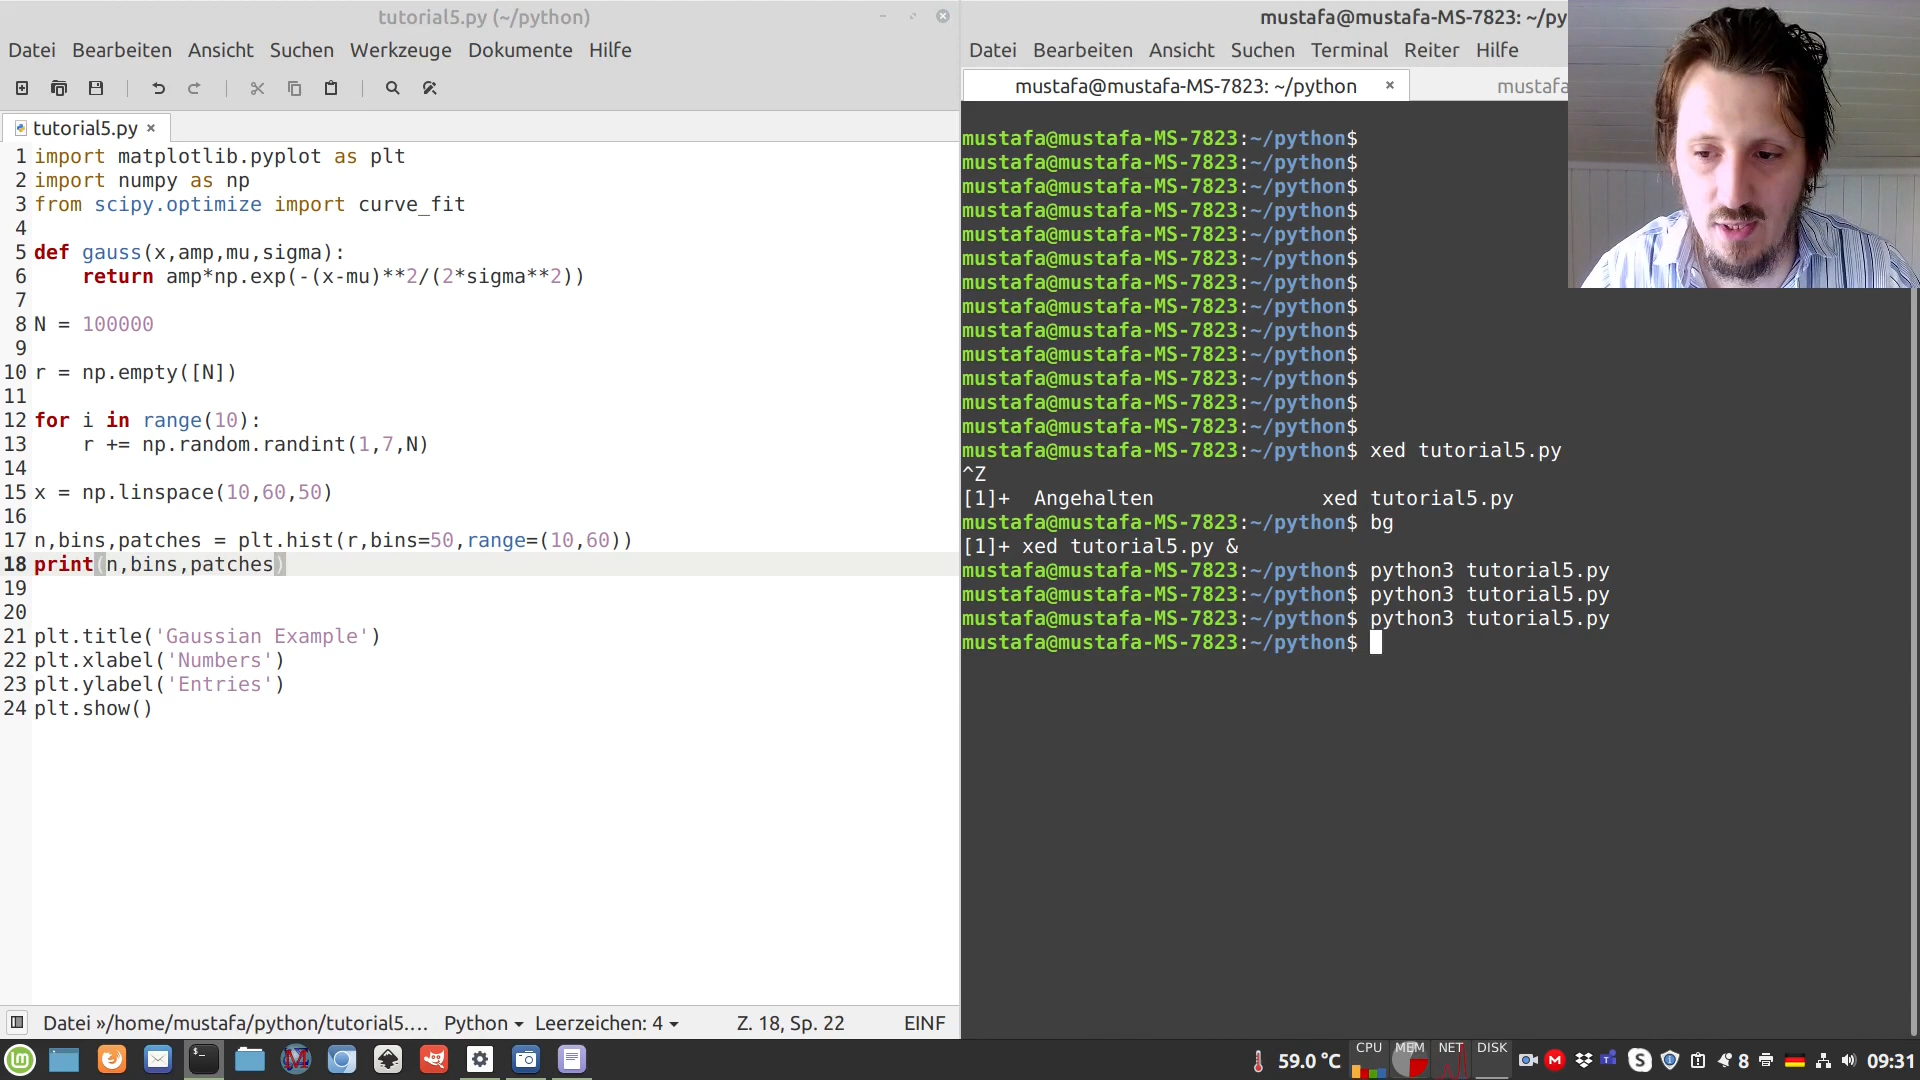 tutorial5.py (~/python)
Datei Bearbeiten Ansicht Suchen Werkzeuge Dokumente Hilfe
tutorial5.py ×
1 import matplotlib.pyplot as plt
2 import numpy as np
3 from scipy.optimize import curve_fit
4
5 def gauss(x,amp,mu,sigma):
6     return amp*np.exp(-(x-mu)**2/(2*sigma**2))
7
8 N = 100000
9
10 r = np.empty([N])
11
12 for i in range(10):
13     r += np.random.randint(1,7,N)
14
15 x = np.linspace(10,60,50)
16
17 n,bins,patches = plt.hist(r,bins=50,range=(10,60))
18 print(n,bins,patches)
19
20
21 plt.title('Gaussian Example')
22 plt.xlabel('Numbers')
23 plt.ylabel('Entries')
24 plt.show()
Datei »/home/mustafa/python/tutorial5.... Python Leerzeichen: 4 Z. 18, Sp. 22 EINF
mustafa@mustafa-MS-7823: ~/py
Datei Bearbeiten Ansicht Suchen Terminal Reiter Hilfe
mustafa@mustafa-MS-7823: ~/python × mustafa
mustafa@mustafa-MS-7823:~/python$
mustafa@mustafa-MS-7823:~/python$
mustafa@mustafa-MS-7823:~/python$
mustafa@mustafa-MS-7823:~/python$
mustafa@mustafa-MS-7823:~/python$
mustafa@mustafa-MS-7823:~/python$
mustafa@mustafa-MS-7823:~/python$
mustafa@mustafa-MS-7823:~/python$
mustafa@mustafa-MS-7823:~/python$
mustafa@mustafa-MS-7823:~/python$
mustafa@mustafa-MS-7823:~/python$
mustafa@mustafa-MS-7823:~/python$
mustafa@mustafa-MS-7823:~/python$
mustafa@mustafa-MS-7823:~/python$ xed tutorial5.py
^Z
[1]+  Angehalten              xed tutorial5.py
mustafa@mustafa-MS-7823:~/python$ bg
[1]+ xed tutorial5.py &
mustafa@mustafa-MS-7823:~/python$ python3 tutorial5.py
mustafa@mustafa-MS-7823:~/python$ python3 tutorial5.py
mustafa@mustafa-MS-7823:~/python$ python3 tutorial5.py
mustafa@mustafa-MS-7823:~/python$
59.0 °C CPU MEM NET DISK 8 09:31